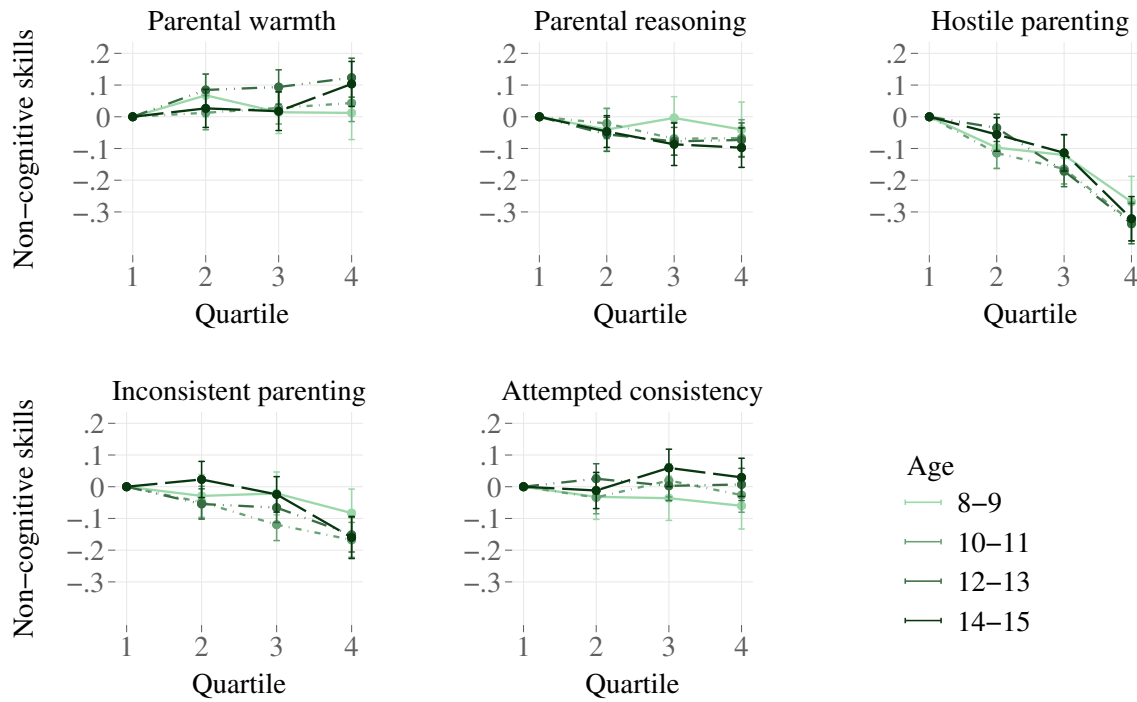 Parental warmth
Parental reasoning
Hostile parenting
Non−cognitive skills
.2
.1
0
−.1
−.2
−.3
1 2 3 4
Quartile
.2
.1
0
−.1
−.2
−.3
1 2 3 4
Quartile
.2
.1
0
−.1
−.2
−.3
1 2 3 4
Quartile
Inconsistent parenting
Attempted consistency
Non−cognitive skills
.2
.1
0
−.1
−.2
−.3
1 2 3 4
Quartile
.2
.1
0
−.1
−.2
−.3
1 2 3 4
Quartile
Age
8−9
10−11
12−13
14−15